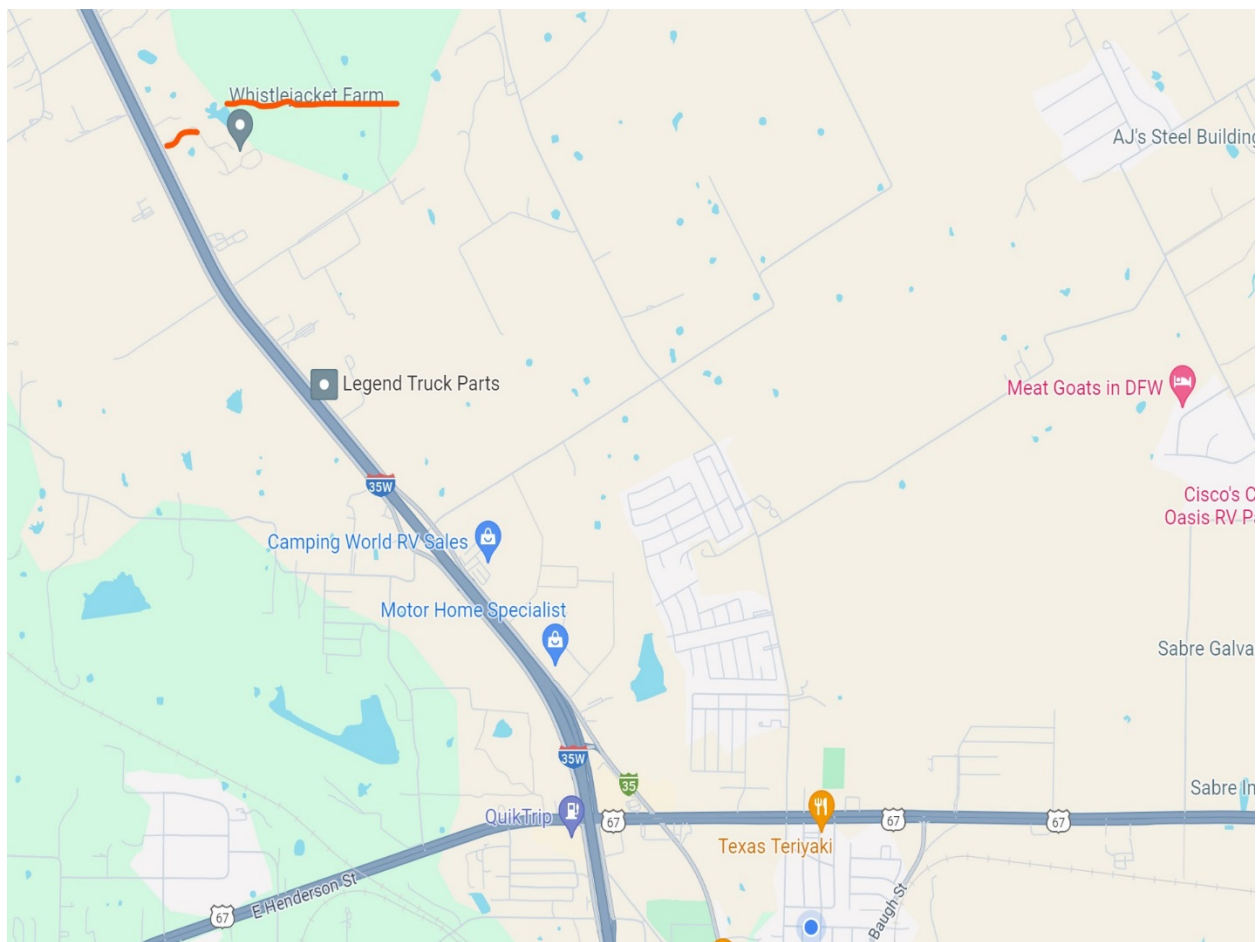 Whistlejacket Farm
AJ's Steel Building
Legend Truck Parts
Meat Goats in DFW
35W
Cisco's C
Oasis RV Pa
Camping World RV Sales
Motor Home Specialist
Sabre Galva
35W
35
Sabre In
QuikTrip
67
67
67
Texas Teriyaki
E Henderson St
67
Baugh St